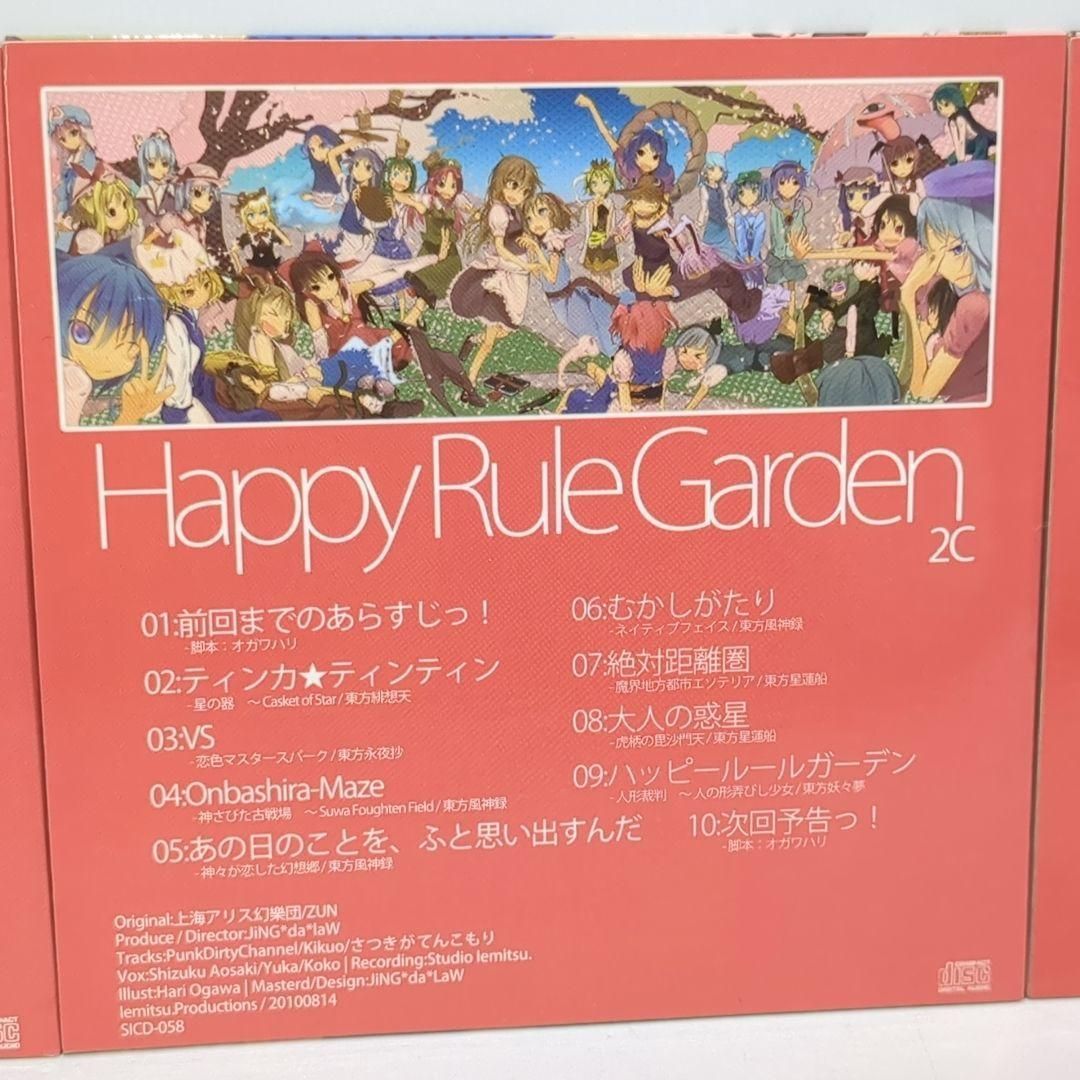 Happy Rule Garden
2C
01:前回までのあらすじっ！
-脚本：オガワハリ
02:ティンカ★ティンティン
-星の器　～Casket of Star/東方緋想天
03:VS
-恋色マスタースパーク/東方永夜抄
04:Onbashira-Maze
-神さびた古戦場　～Suwa Foughten Field/東方風神録
05:あの日のことを、ふと思い出すんだ
-神々が恋した幻想郷/東方風神録
06:むかしがたり
-ネイティブフェイス/東方風神録
07:絶対距離圏
-魔界地方都市エソテリア/東方星蓮船
08:大人の惑星
-虎柄の毘沙門天/東方星蓮船
09:ハッピールールガーデン
-人形裁判　～人の形弄びし少女/東方妖々夢
10:次回予告っ！
-脚本：オガワハリ
Original:上海アリス幻樂団/ZUN
Produce / Director:JiNG*da*laW
Tracks:PunkDirtyChannel/Kikuo/さつきがてんこもり
Vox:Shizuku Aosaki/Yuka/Koko | Recording:Studio Iemitsu.
Illust:Hari Ogawa | Masterd/Design:JiNG*da*LaW
Iemitsu.Productions / 20100814
SICD-058
COMPACT
disc
DIGITAL AUDIO